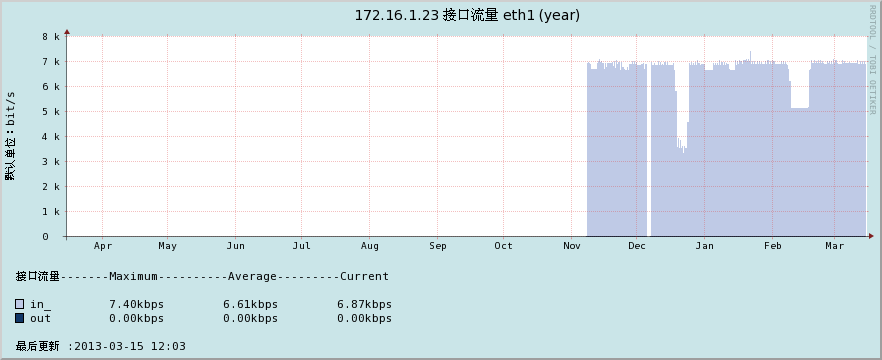 172.16.1.23 接口流量 eth1 (year)
RRDTOOL / TOBI OETIKER
默认单位：bit/s
8 k
7 k
6 k
5 k
4 k
3 k
2 k
1 k
0
Apr May Jun Jul Aug Sep Oct Nov Dec Jan Feb Mar
接口流量-------Maximum----------Average---------Current
in_ 7.40kbps 6.61kbps 6.87kbps
out 0.00kbps 0.00kbps 0.00kbps
最后更新 :2013-03-15 12:03